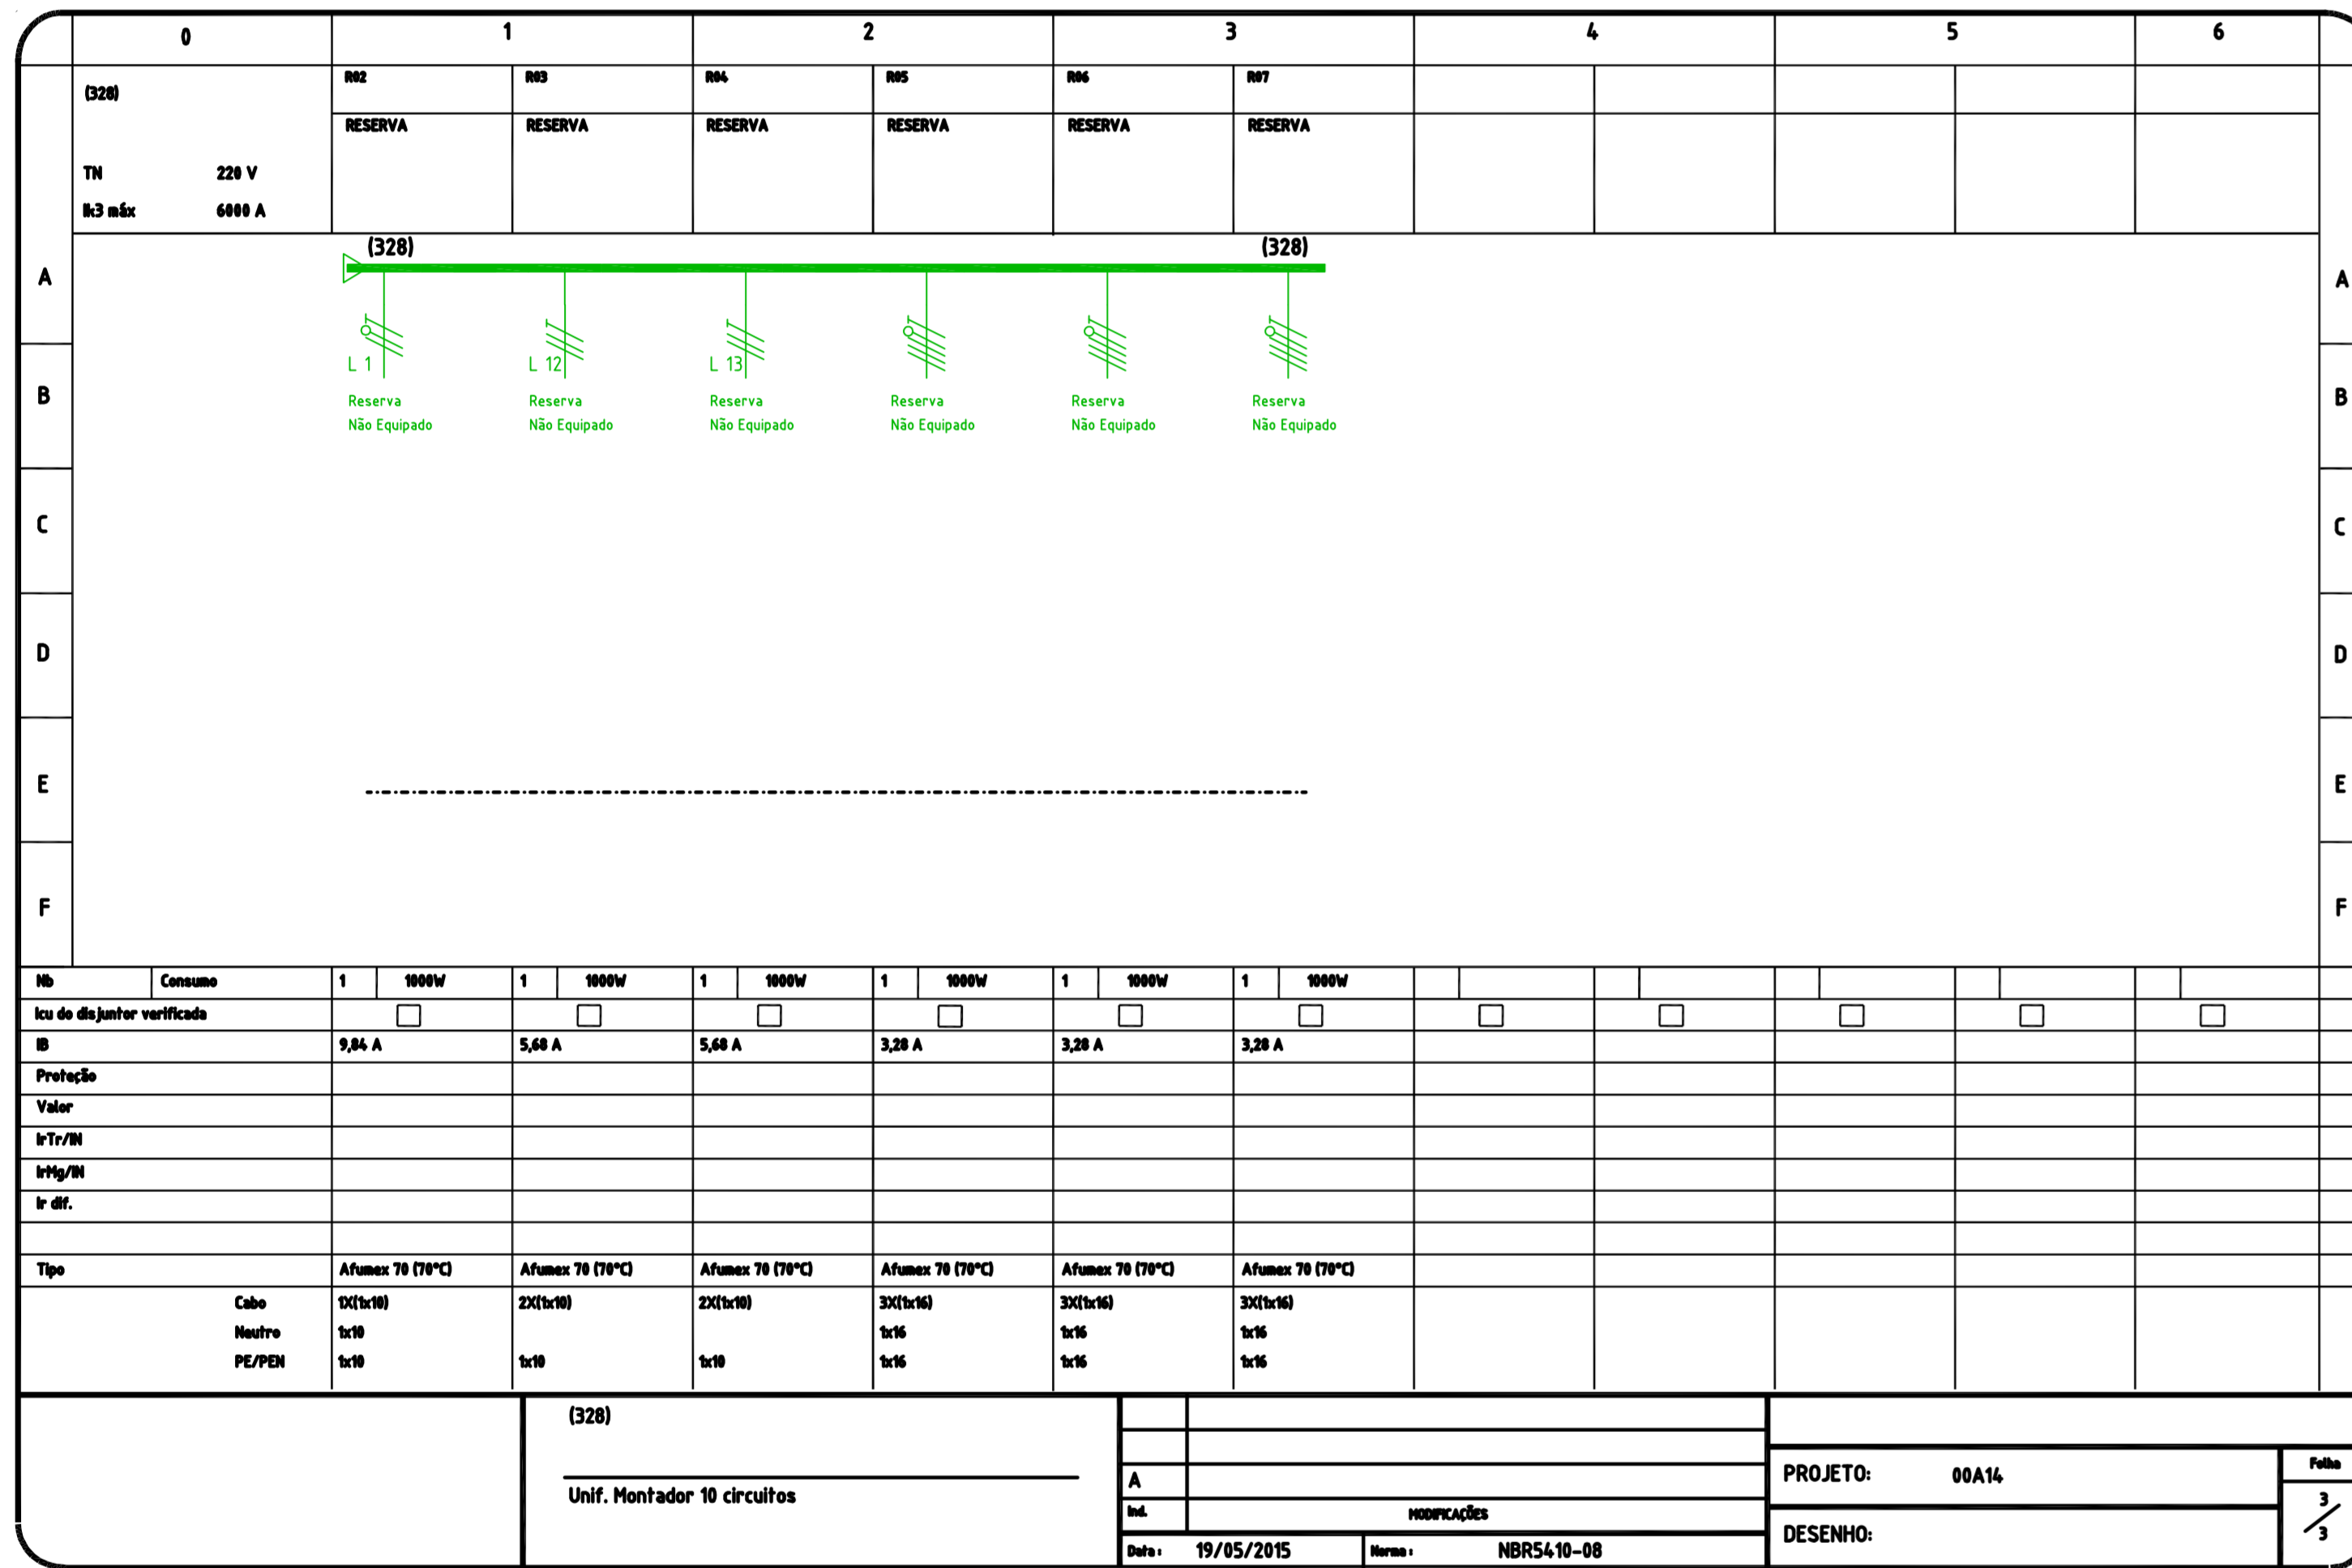 0 1 2 3 4 5 6
(328) R02 R03 R04 R05 R06 R07
RESERVA RESERVA RESERVA RESERVA RESERVA RESERVA
TN 220 V
Ik3 máx 6000 A
(328) (328)
A A
L 1 L 12 L 13
B Reserva Reserva Reserva Reserva Reserva Reserva B
Não Equipado Não Equipado Não Equipado Não Equipado Não Equipado Não Equipado
C C
D D
E E
F F
Nb Consumo 1 1000W 1 1000W 1 1000W 1 1000W 1 1000W 1 1000W
Icu do disjuntor verificada
IB 9,84 A 5,68 A 5,68 A 3,28 A 3,28 A 3,28 A
Proteção
Valor
IrTr/IN
IrMg/IN
Ir dif.
Tipo Afumex 70 (70°C) Afumex 70 (70°C) Afumex 70 (70°C) Afumex 70 (70°C) Afumex 70 (70°C) Afumex 70 (70°C)
Cabo 1X(1x10) 2X(1x10) 2X(1x10) 3X(1x16) 3X(1x16) 3X(1x16)
Neutro 1x10 1x16 1x16 1x16
PE/PEN 1x10 1x10 1x10 1x16 1x16 1x16
(328)
Unif. Montador 10 circuitos
A
Ind. MODIFICAÇÕES
Data : 19/05/2015 Norma : NBR5410-08
PROJETO: 00A14
DESENHO:
Folha
3
/
3